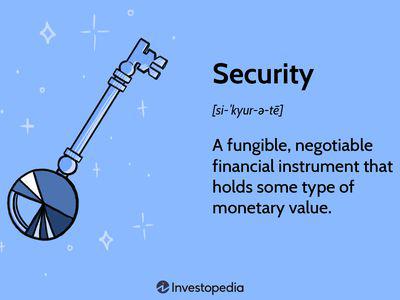 Security
[si-ˈkyur-ə-tē]
A fungible, negotiable
financial instrument that
holds some type of
monetary value.
Investopedia